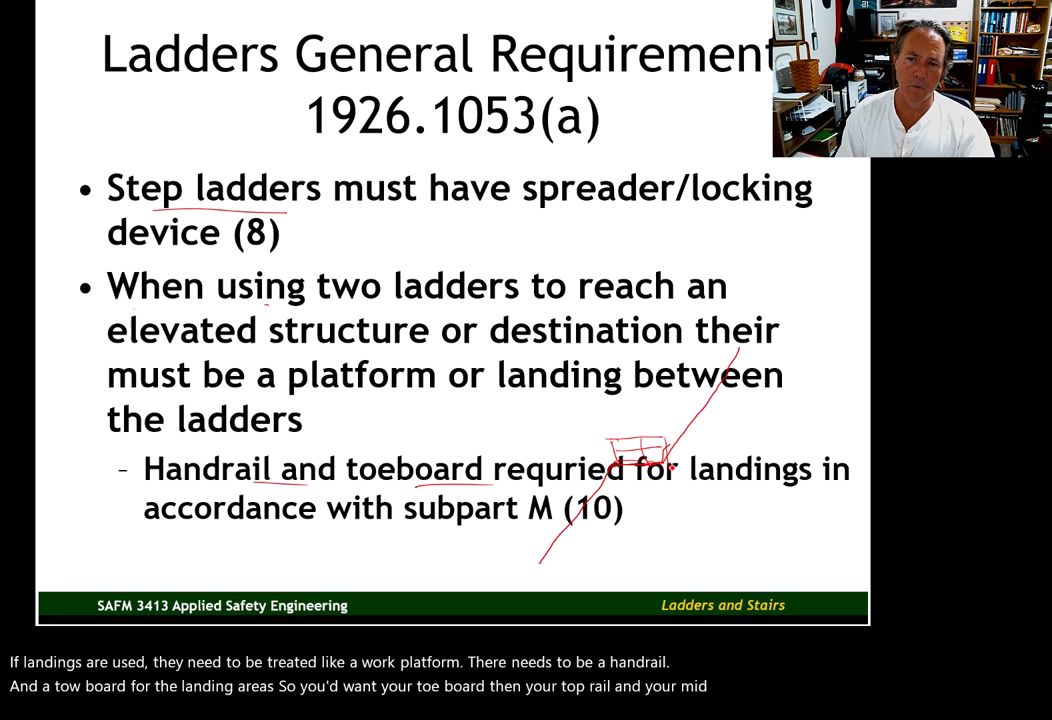 Ladders General Requirement
1926.1053(a)
• Step ladders must have spreader/locking
device (8)
• When using two ladders to reach an
elevated structure or destination their
must be a platform or landing between
the ladders
– Handrail and toeboard requried for landings in
accordance with subpart M (10)
SAFM 3413 Applied Safety Engineering
Ladders and Stairs
If landings are used, they need to be treated like a work platform. There needs to be a handrail.
And a tow board for the landing areas So you'd want your toe board then your top rail and your mid